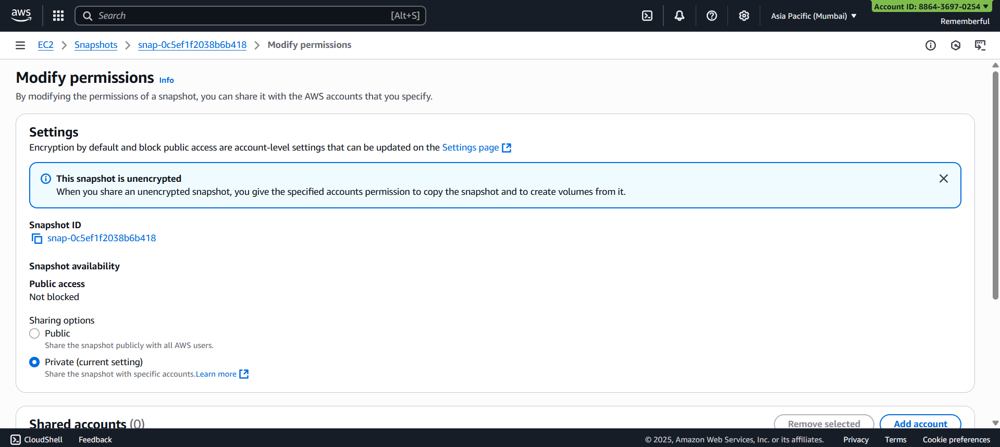 aws
Search
[Alt+S]
Asia Pacific (Mumbai)
Account ID: 8864-3697-0254
Rememberful
EC2
Snapshots
snap-0c5ef1f2038b6b418
Modify permissions
Modify permissions Info
By modifying the permissions of a snapshot, you can share it with the AWS accounts that you specify.
Settings
Encryption by default and block public access are account-level settings that can be updated on the Settings page
This snapshot is unencrypted
When you share an unencrypted snapshot, you give the specified accounts permission to copy the snapshot and to create volumes from it.
Snapshot ID
snap-0c5ef1f2038b6b418
Snapshot availability
Public access
Not blocked
Sharing options
Public
Share the snapshot publicly with all AWS users.
Private (current setting)
Share the snapshot with specific accounts.Learn more
Shared accounts (0)
Remove selected
Add account
CloudShell
Feedback
© 2025, Amazon Web Services, Inc. or its affiliates.
Privacy
Terms
Cookie preferences